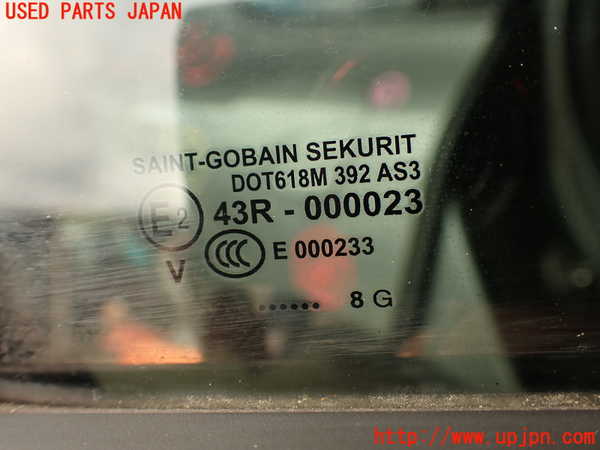 USED PARTS JAPAN
SAINT-GOBAIN SEKURIT
DOT618M 392 AS3
E2 43R - 000023
V CCC E 000233
...... 8 G
http://www.upjpn.com/